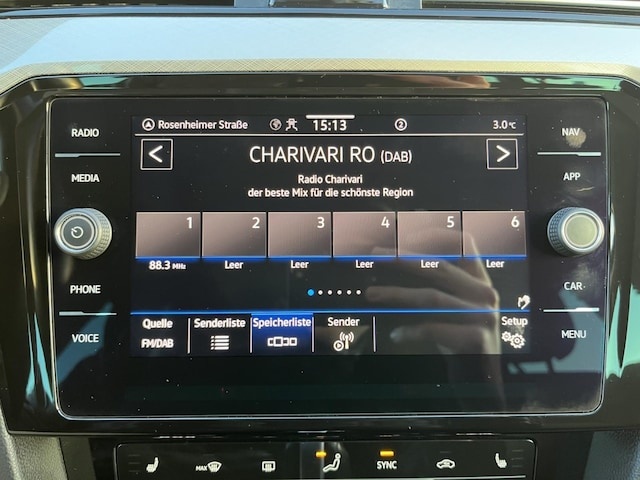 Rosenheimer Straße 15:13 2 3.0°C
RADIO
MEDIA
PHONE
VOICE
< CHARIVARI RO (DAB) >
Radio Charivari
der beste Mix für die schönste Region
1 2 3 4 5 6
88.3 MHz Leer Leer Leer Leer Leer
Quelle Senderliste Speicherliste Sender Setup
FM/DAB
NAV
APP
CAR
MENU
MAX SYNC